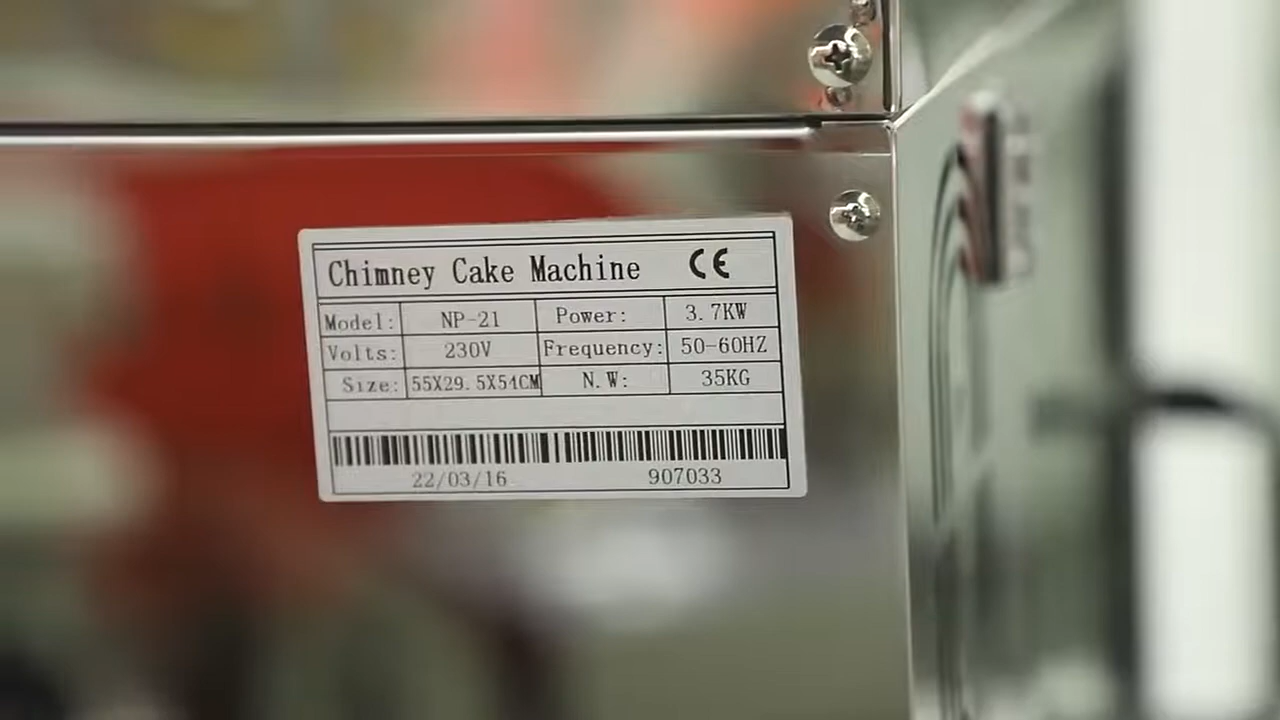 Chimney Cake Machine CE
Model: NP-21 Power: 3.7KW
Volts: 230V Frequency: 50-60HZ
Size: 55X29.5X54CM N.W: 35KG
22/03/16 907033